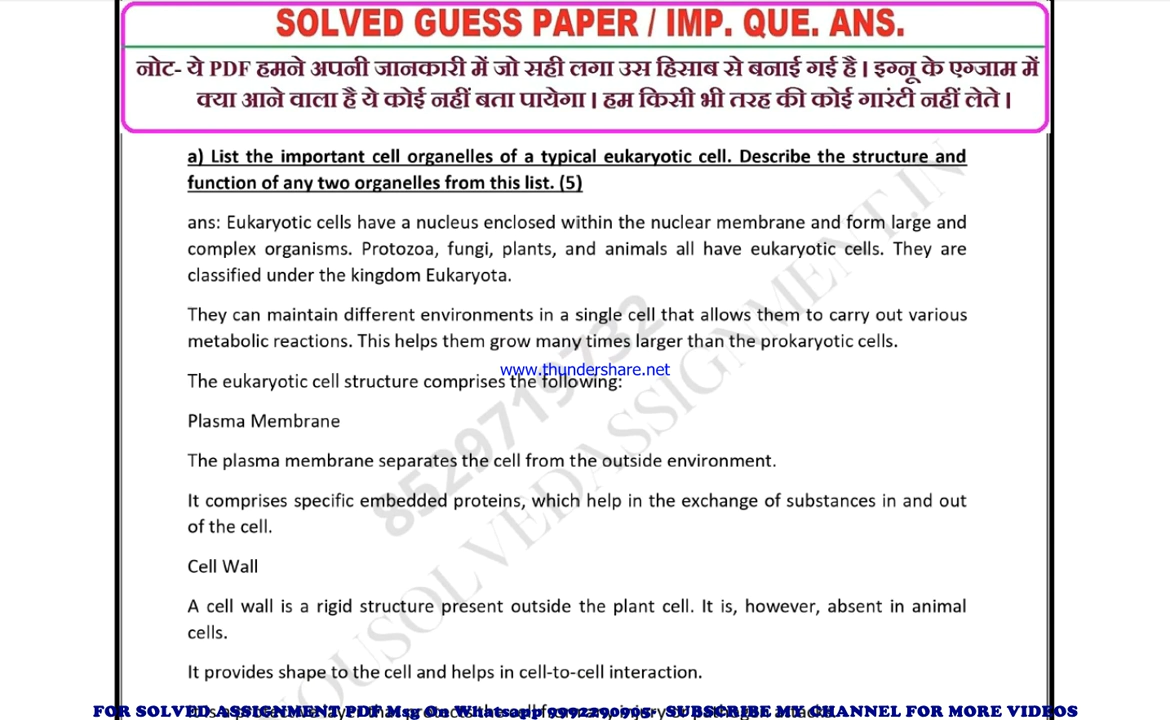 SOLVED GUESS PAPER / IMP. QUE. ANS.
नोट- ये PDF हमने अपनी जानकारी में जो सही लगा उस हिसाब से बनाई गई है। इग्नू के एग्जाम में
क्या आने वाला है ये कोई नहीं बता पायेगा। हम किसी भी तरह की कोई गारंटी नहीं लेते।
a) List the important cell organelles of a typical eukaryotic cell. Describe the structure and
function of any two organelles from this list. (5)
ans: Eukaryotic cells have a nucleus enclosed within the nuclear membrane and form large and
complex organisms. Protozoa, fungi, plants, and animals all have eukaryotic cells. They are
classified under the kingdom Eukaryota.
They can maintain different environments in a single cell that allows them to carry out various
metabolic reactions. This helps them grow many times larger than the prokaryotic cells.
www.thundershare.net
The eukaryotic cell structure comprises the following:
Plasma Membrane
The plasma membrane separates the cell from the outside environment.
It comprises specific embedded proteins, which help in the exchange of substances in and out
of the cell.
8529719732
Cell Wall
A cell wall is a rigid structure present outside the plant cell. It is, however, absent in animal
cells.
It provides shape to the cell and helps in cell-to-cell interaction.
FOR SOLVED ASSIGNMENT PDF Msg On Whatsapp 9992290905- SUBSCRIBE MY CHANNEL FOR MORE VIDEOS